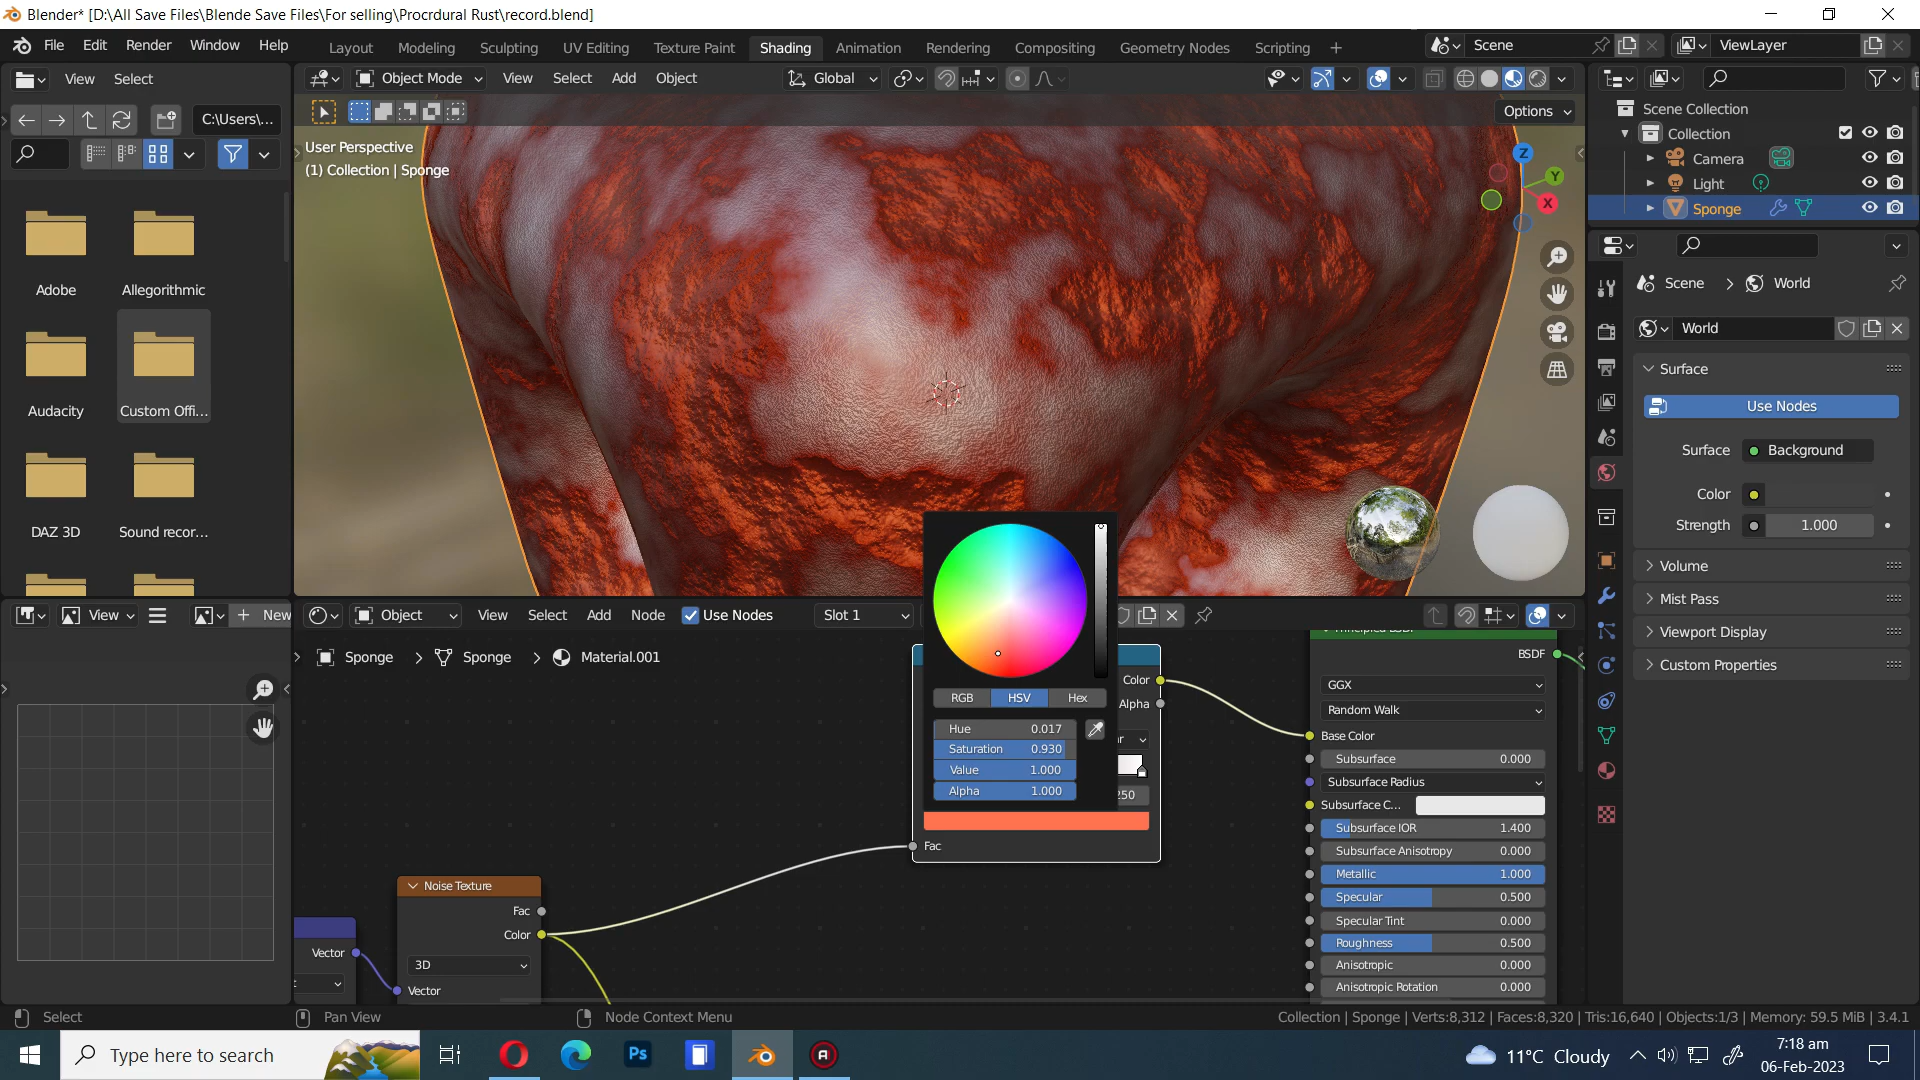 Blender* [D:\All Save Files\Blende Save Files\For selling\Procrdural Rust\record.blend]
File Edit Render Window Help
Layout Modeling Sculpting UV Editing Texture Paint Shading Animation Rendering Compositing Geometry Nodes Scripting +
Scene
ViewLayer
View Select
Object Mode View Select Add Object
Global
C:\Users\...
Options
User Perspective
(1) Collection | Sponge
Z
Y
X
Scene Collection
Collection
Camera
Light
Sponge
Adobe
Allegorithmic
Audacity
Custom Offi...
DAZ 3D
Sound recor...
Scene > World
World
Surface
Use Nodes
Surface Background
Color
Strength 1.000
Volume
Mist Pass
Viewport Display
Custom Properties
View
+ New
Object View Select Add Node Use Nodes
Slot 1
Sponge > Sponge > Material.001
RGB HSV Hex
Hue 0.017
Saturation 0.930
Value 1.000
Alpha 1.000
Color
Alpha
250
Fac
Noise Texture
Fac
Color
3D
Vector
Vector
BSDF
GGX
Random Walk
Base Color
Subsurface 0.000
Subsurface Radius
Subsurface C...
Subsurface IOR 1.400
Subsurface Anisotropy 0.000
Metallic 1.000
Specular 0.500
Specular Tint 0.000
Roughness 0.500
Anisotropic 0.000
Anisotropic Rotation 0.000
Select
Pan View
Node Context Menu
Collection | Sponge | Verts:8,312 | Faces:8,320 | Tris:16,640 | Objects:1/3 | Memory: 59.5 MiB | 3.4.1
Type here to search
Ps
11°C Cloudy
7:18 am
06-Feb-2023